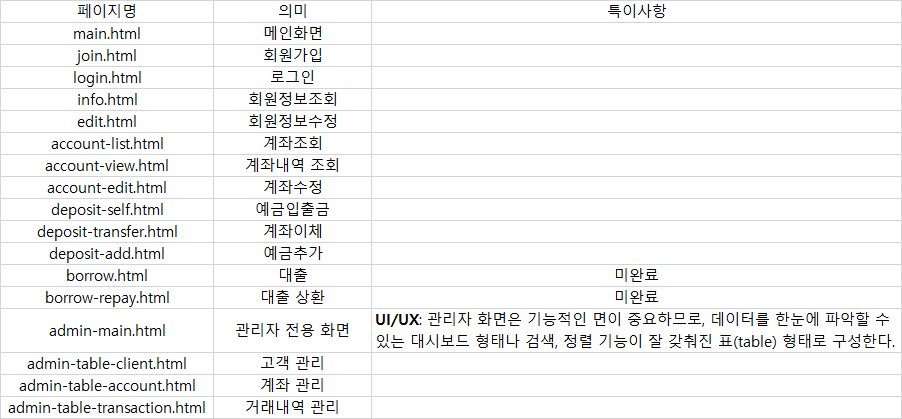 페이지명 의미 특이사항
main.html 메인화면
join.html 회원가입
login.html 로그인
info.html 회원정보조회
edit.html 회원정보수정
account-list.html 계좌조회
account-view.html 계좌내역 조회
account-edit.html 계좌수정
deposit-self.html 예금입출금
deposit-transfer.html 계좌이체
deposit-add.html 예금추가
borrow.html 대출 미완료
borrow-repay.html 대출 상환 미완료
admin-main.html 관리자 전용 화면 UI/UX: 관리자 화면은 기능적인 면이 중요하므로, 데이터를 한눈에 파악할 수
있는 대시보드 형태나 검색, 정렬 기능이 잘 갖춰진 표(table) 형태로 구성한다.
admin-table-client.html 고객 관리
admin-table-account.html 계좌 관리
admin-table-transaction.html 거래내역 관리